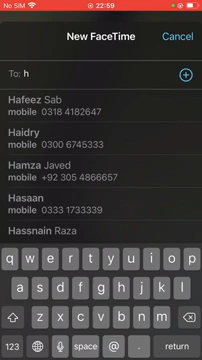 No SIM 22:59
New FaceTime Cancel
To: h
Hafeez Sab
mobile 0318 4182647
Haidry
mobile 0300 6745333
Hamza Javed
mobile +92 305 4866657
Hasaan
mobile 0333 1733339
Hassnain Raza
q w e r t y u i o p
a s d f g h j k l
z x c v b n m
123 space @ . return